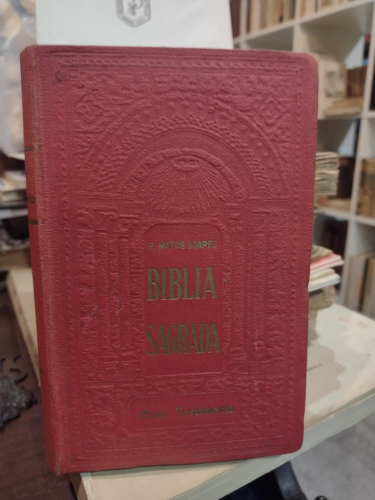 P. MATOS SOARES
BIBLIA
SAGRADA
Novo Testamento